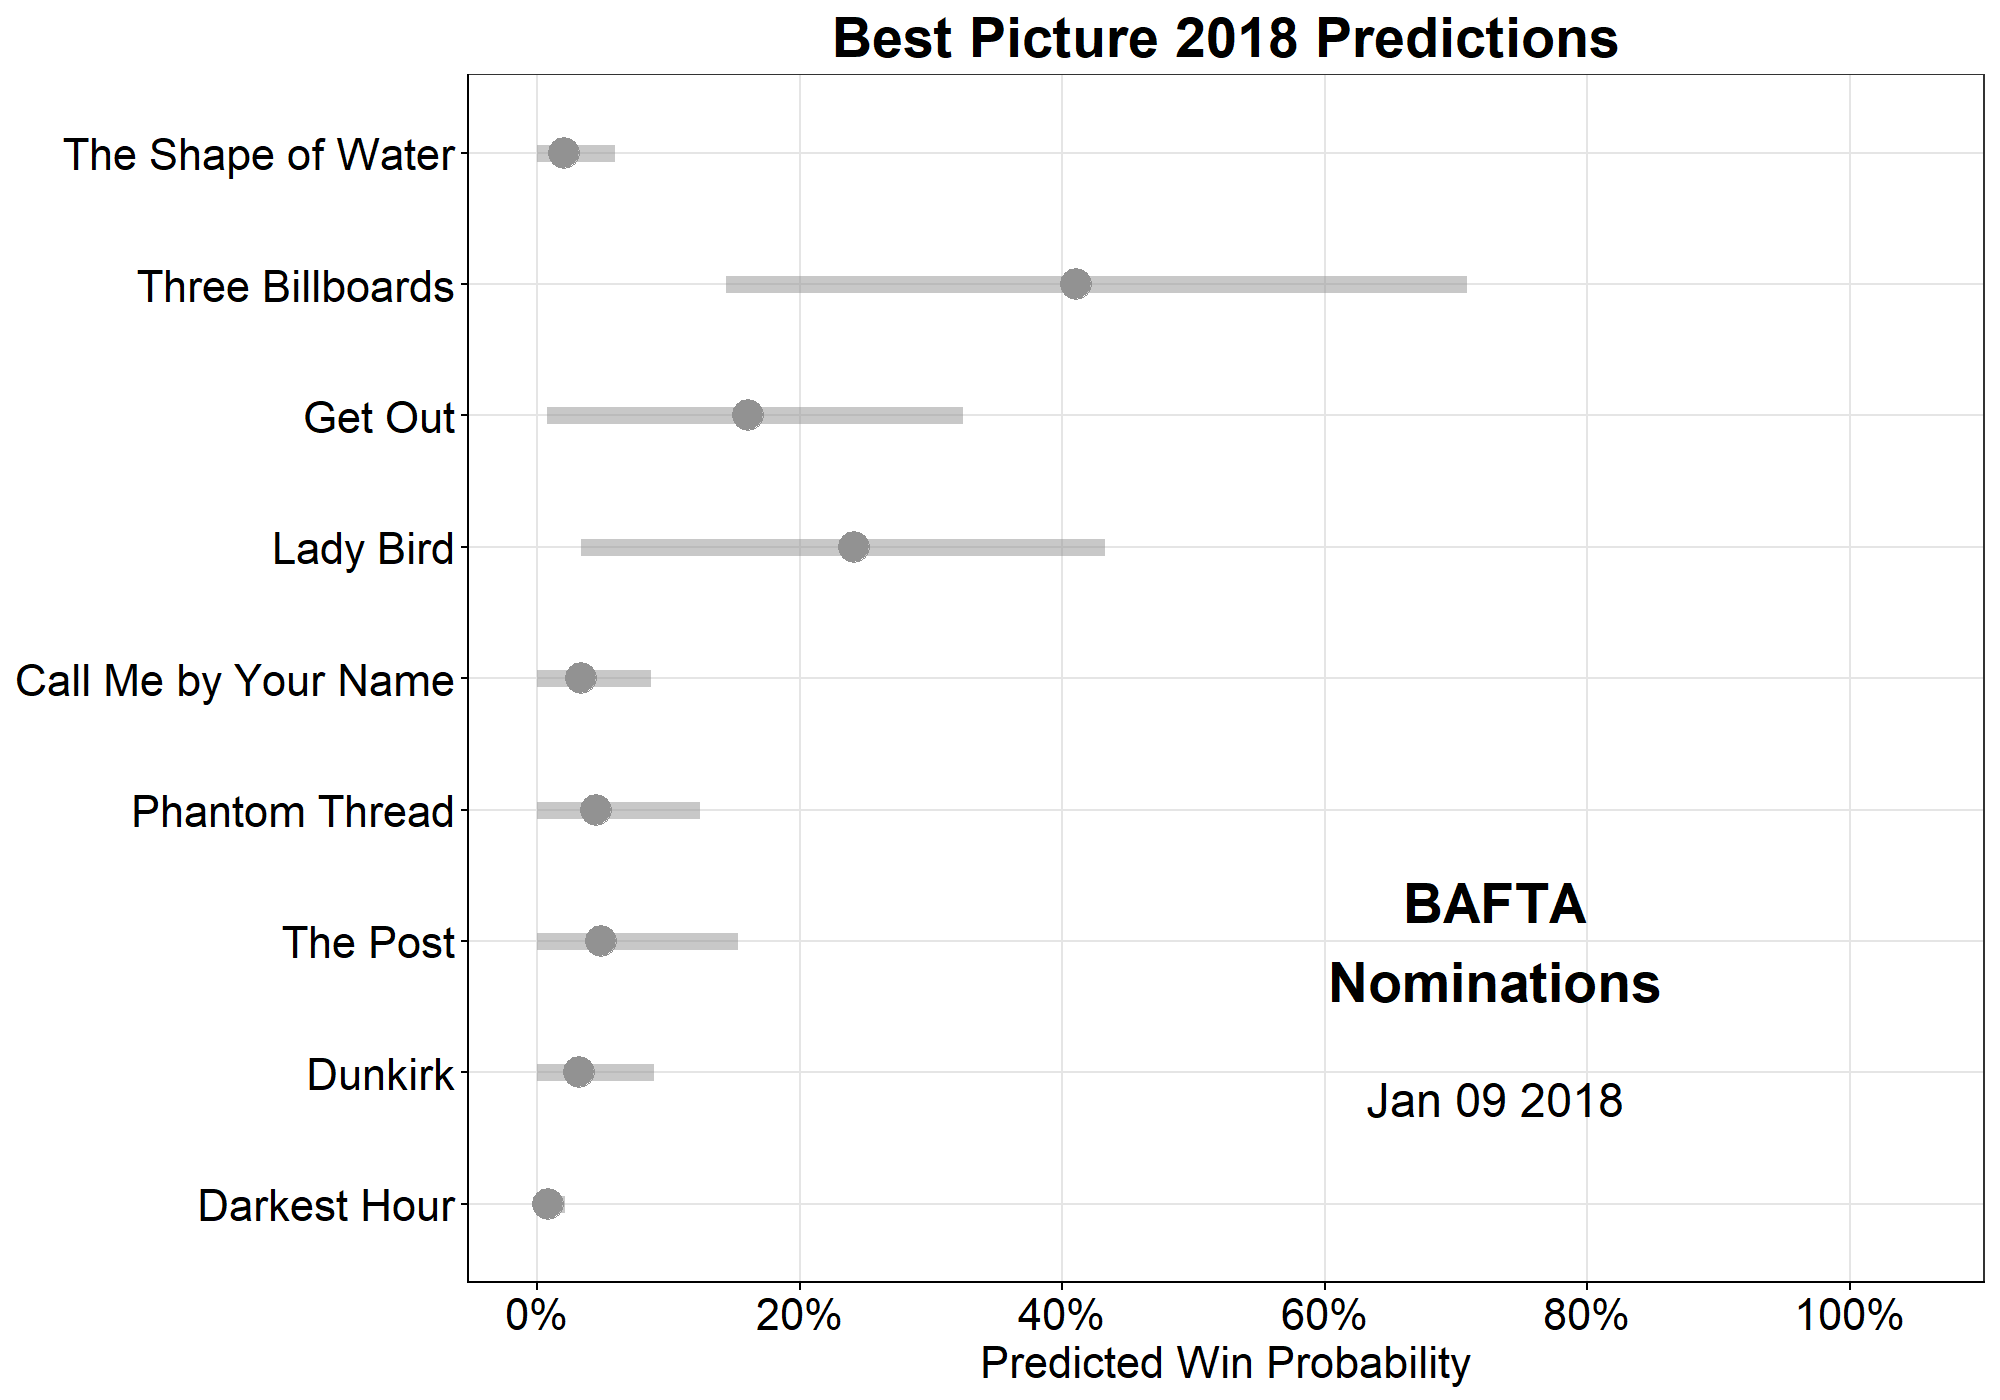 Best Picture 2018 Predictions
The Shape of Water
Three Billboards
Get Out
Lady Bird
Call Me by Your Name
Phantom Thread
The Post
Dunkirk
Darkest Hour
BAFTA
Nominations
Jan 09 2018
0% 20% 40% 60% 80% 100%
Predicted Win Probability